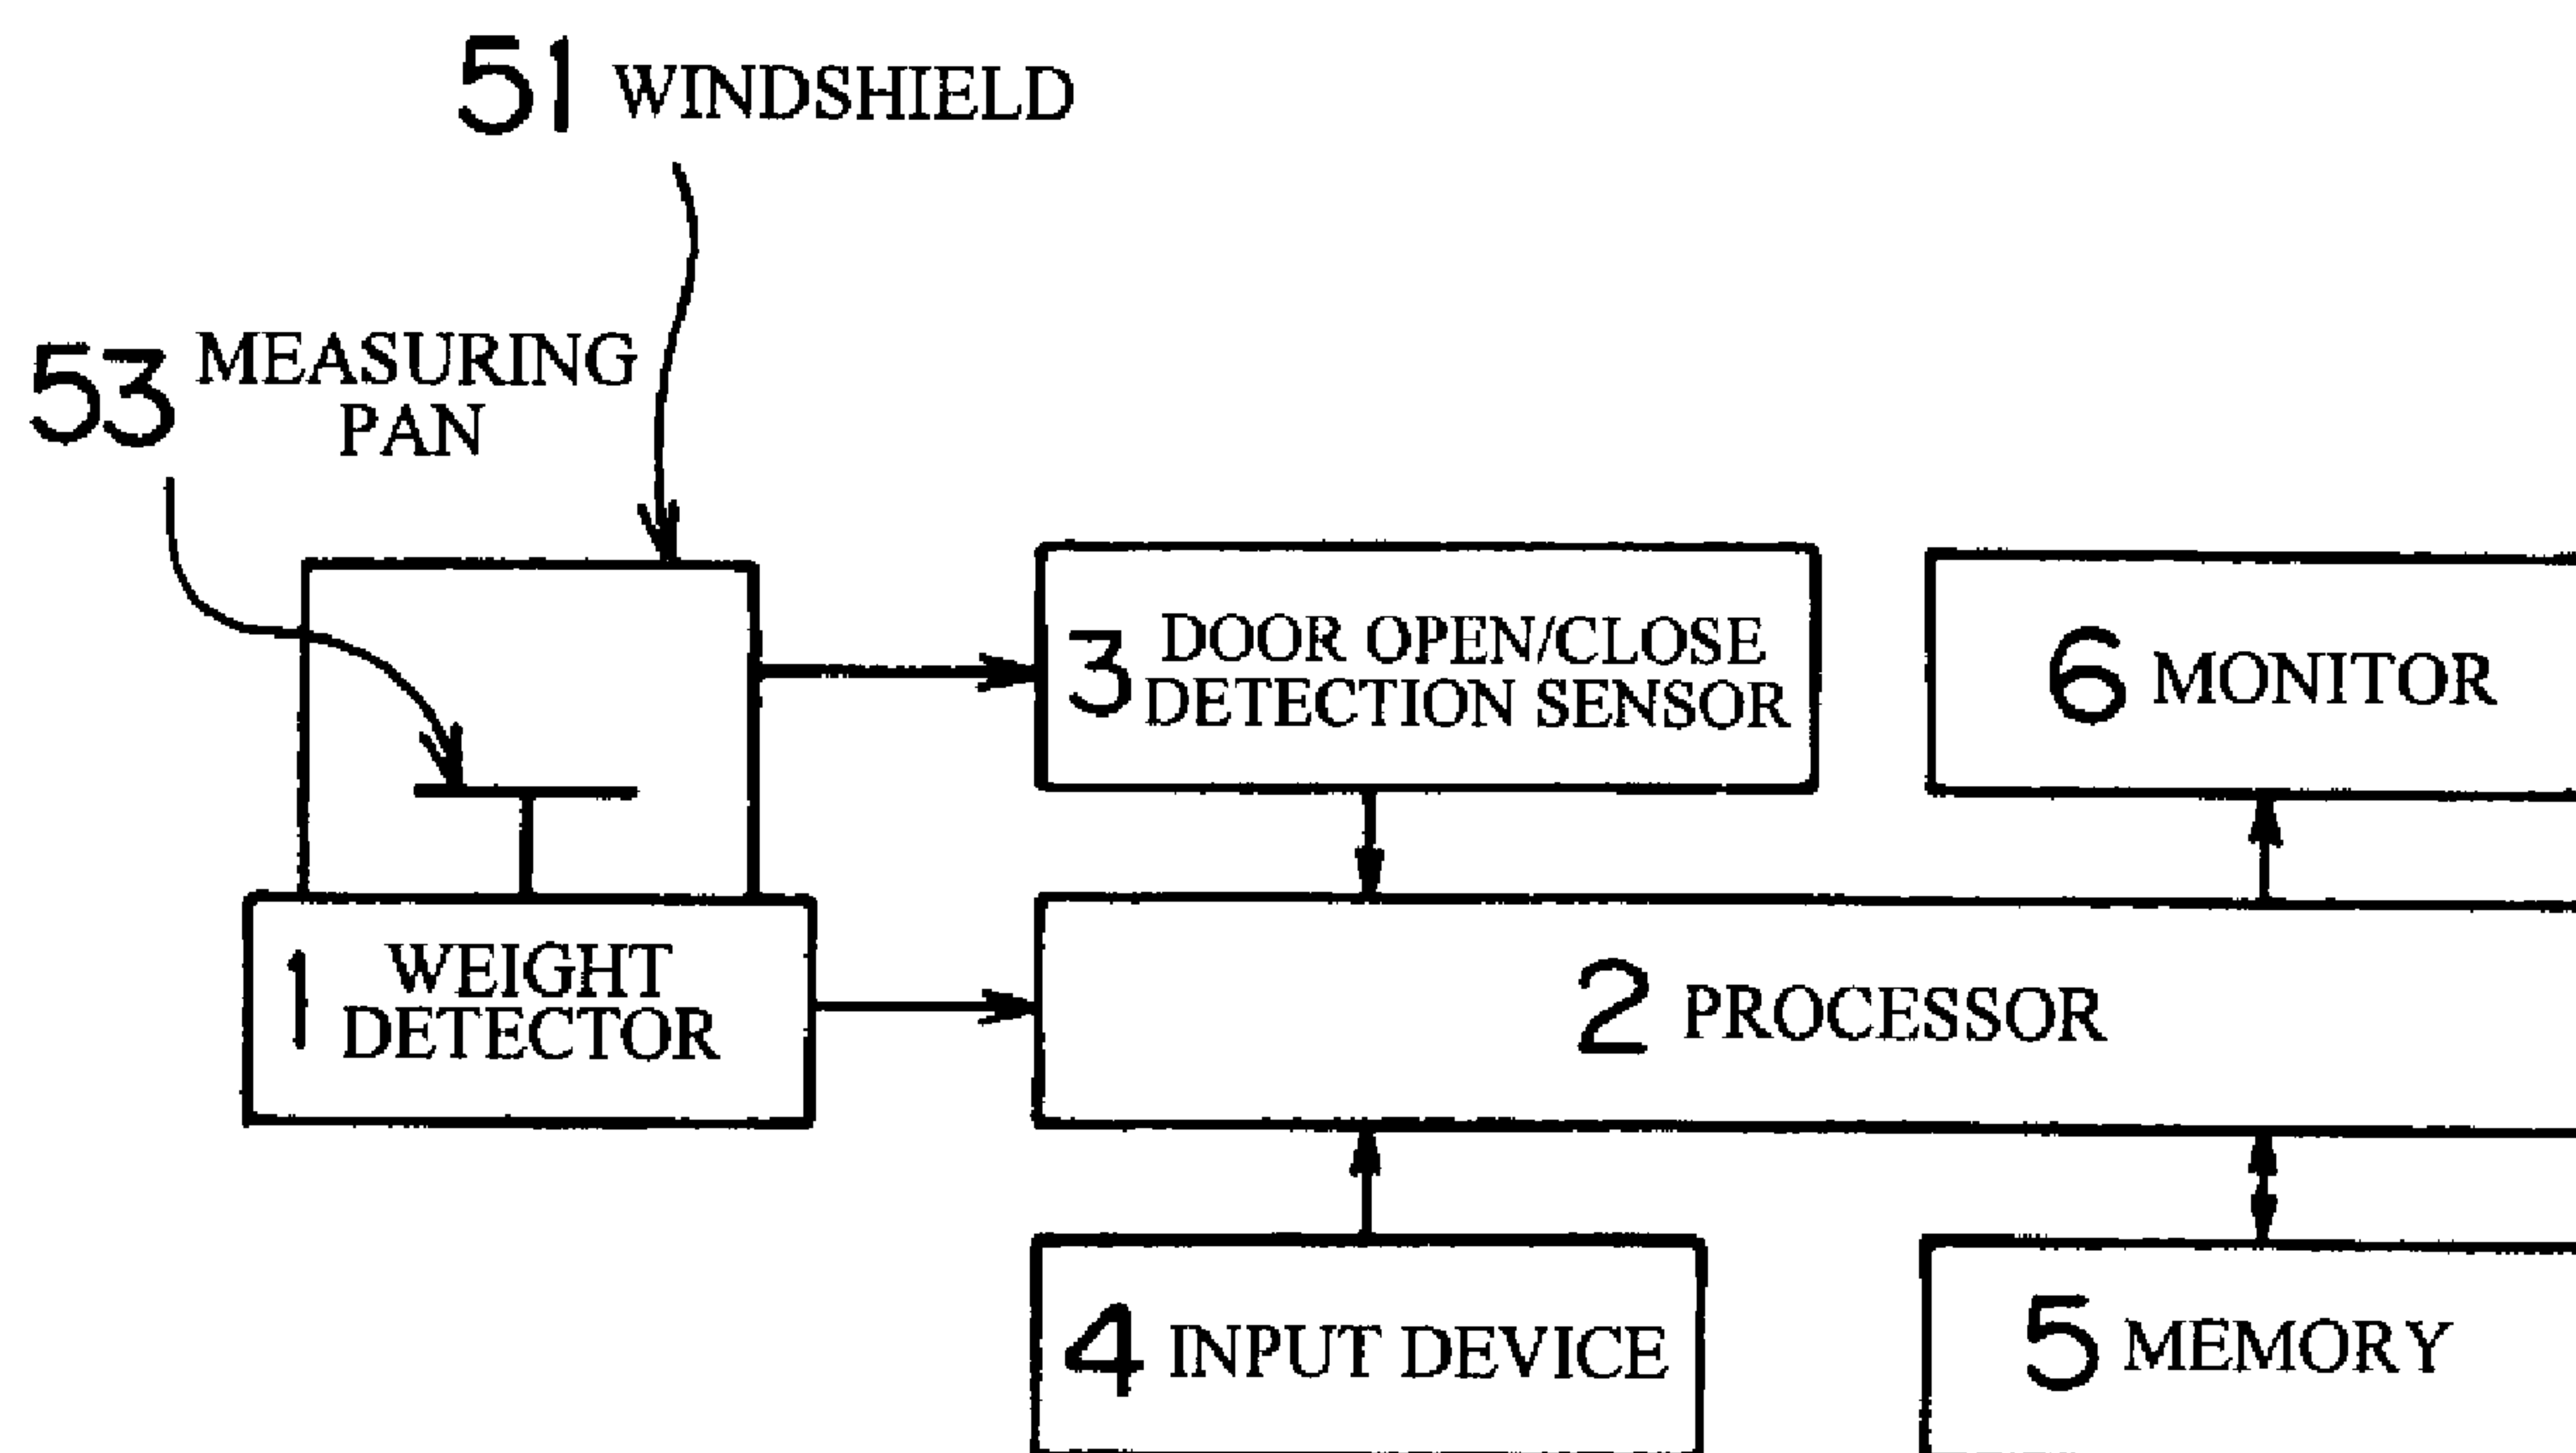 51 WINDSHIELD
53 MEASURING
PAN
3 DOOR OPEN/CLOSE
DETECTION SENSOR
6 MONITOR
1 WEIGHT
DETECTOR
2 PROCESSOR
4 INPUT DEVICE
5 MEMORY